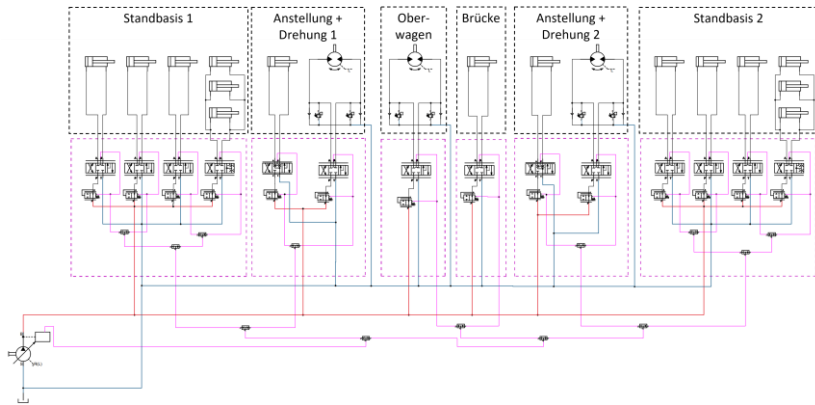 Standbasis 1
Anstellung +
Drehung 1
Ober-
wagen
Brücke
Anstellung +
Drehung 2
Standbasis 2